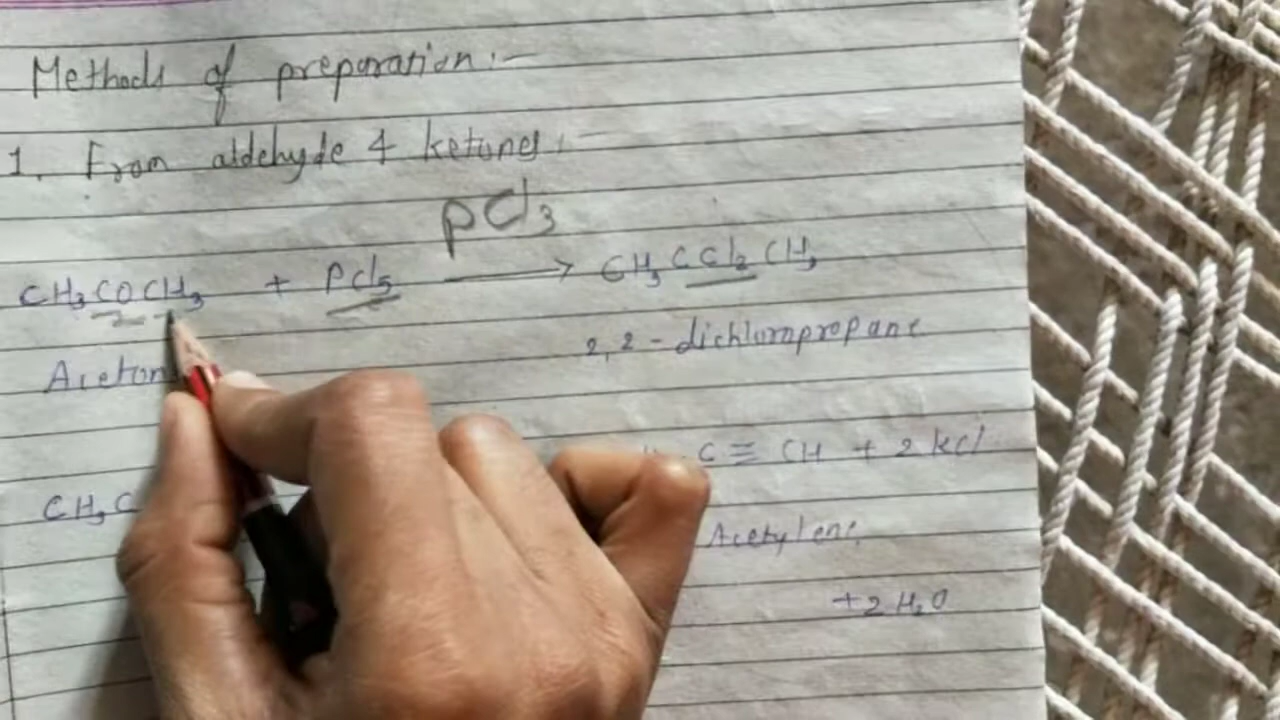 Methods of preparation :-
1. From aldehyde & ketones :-
PCl3
CH3COCH3 + PCl5 ⟶ CH3CCl2CH3
Aceton 2,2-dichloropropane
CH3C C≡CH + 2KCl
Acetylene
+2H2O